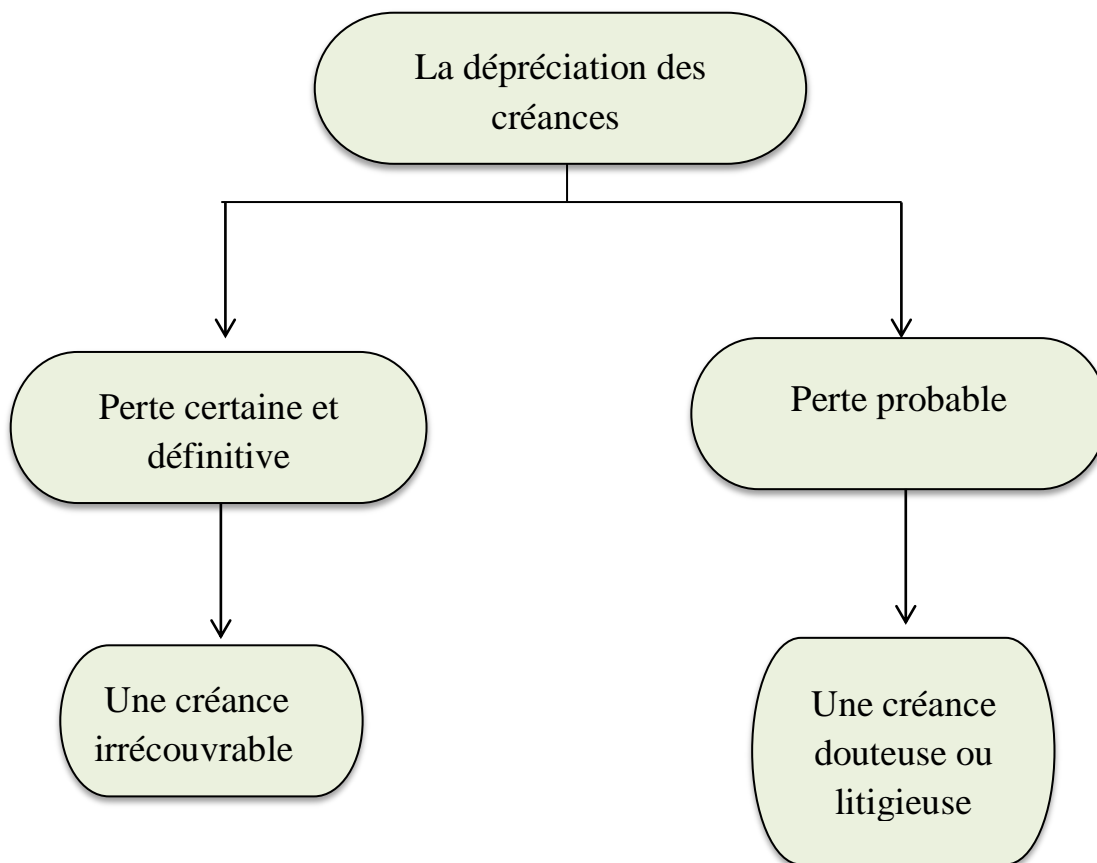 La dépréciation des
créances
Perte certaine et
définitive
Perte probable
Une créance
irrécouvrable
Une créance
douteuse ou
litigieuse